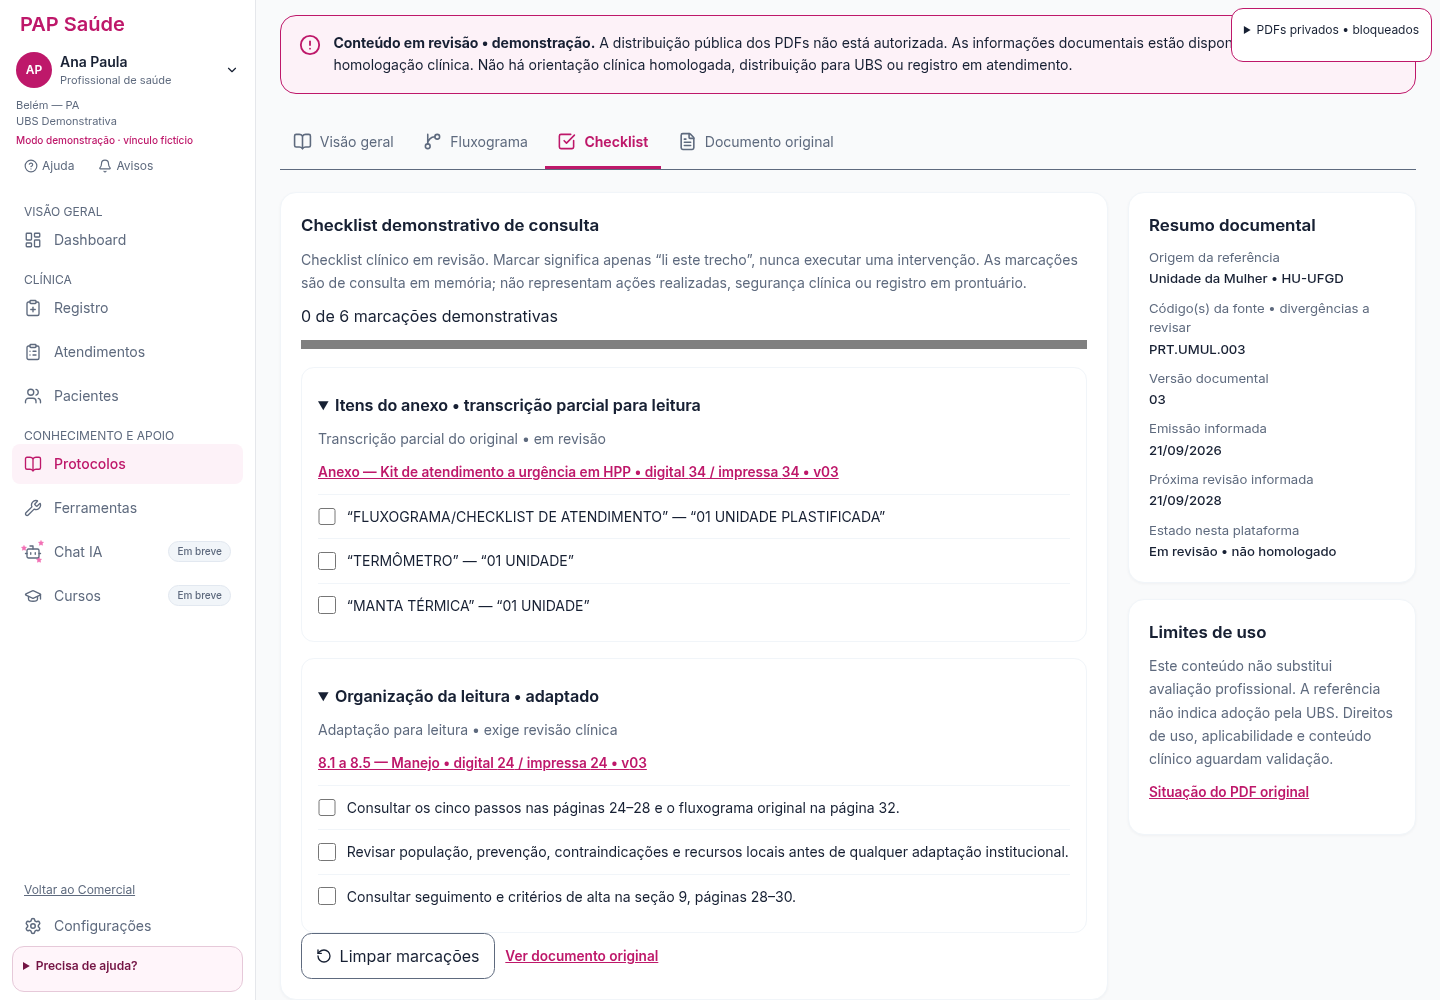 PAP Saúde
AP
Ana Paula
Profissional de saúde
Belém — PA
UBS Demonstrativa
Modo demonstração · vínculo fictício
Ajuda
Avisos
VISÃO GERAL
Dashboard
CLÍNICA
Registro
Atendimentos
Pacientes
CONHECIMENTO E APOIO
Protocolos
Ferramentas
Chat IA
Em breve
Cursos
Em breve
Voltar ao Comercial
Configurações
Precisa de ajuda?
Conteúdo em revisão • demonstração. A distribuição pública dos PDFs não está autorizada. As informações documentais estão
homologação clínica. Não há orientação clínica homologada, distribuição para UBS ou registro em atendimento.
PDFs privados • bloqueados
Visão geral
Fluxograma
Checklist
Documento original
Checklist demonstrativo de consulta
Checklist clínico em revisão. Marcar significa apenas “li este trecho”, nunca executar uma intervenção. As marcações
são de consulta em memória; não representam ações realizadas, segurança clínica ou registro em prontuário.
0 de 6 marcações demonstrativas
Itens do anexo • transcrição parcial para leitura
Transcrição parcial do original • em revisão
Anexo — Kit de atendimento a urgência em HPP • digital 34 / impressa 34 • v03
“FLUXOGRAMA/CHECKLIST DE ATENDIMENTO” — “01 UNIDADE PLASTIFICADA”
“TERMÔMETRO” — “01 UNIDADE”
“MANTA TÉRMICA” — “01 UNIDADE”
Organização da leitura • adaptado
Adaptação para leitura • exige revisão clínica
8.1 a 8.5 — Manejo • digital 24 / impressa 24 • v03
Consultar os cinco passos nas páginas 24–28 e o fluxograma original na página 32.
Revisar população, prevenção, contraindicações e recursos locais antes de qualquer adaptação institucional.
Consultar seguimento e critérios de alta na seção 9, páginas 28–30.
Limpar marcações
Ver documento original
Resumo documental
Origem da referência
Unidade da Mulher • HU-UFGD
Código(s) da fonte • divergências a
revisar
PRT.UMUL.003
Versão documental
03
Emissão informada
21/09/2026
Próxima revisão informada
21/09/2028
Estado nesta plataforma
Em revisão • não homologado
Limites de uso
Este conteúdo não substitui
avaliação profissional. A referência
não indica adoção pela UBS. Direitos
de uso, aplicabilidade e conteúdo
clínico aguardam validação.
Situação do PDF original